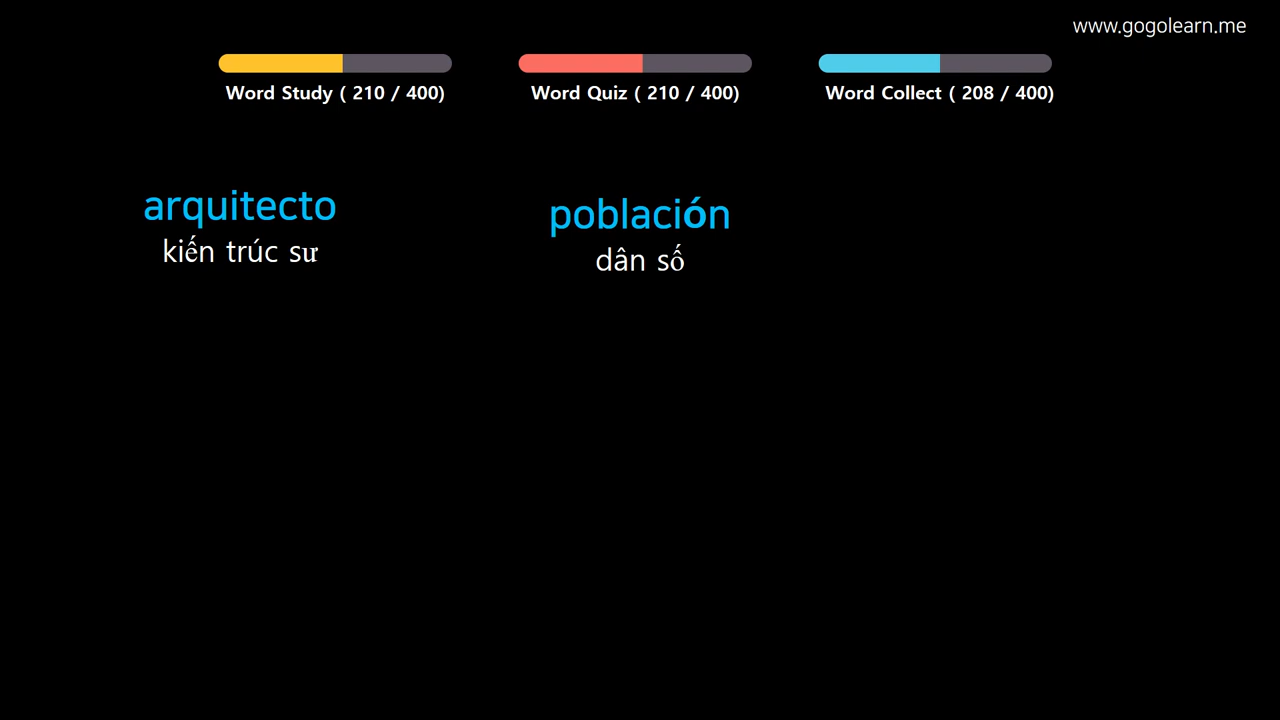 www.gogolearn.me
Word Study ( 210 / 400)
Word Quiz ( 210 / 400)
Word Collect ( 208 / 400)
arquitecto
kiến trúc sư
población
dân số